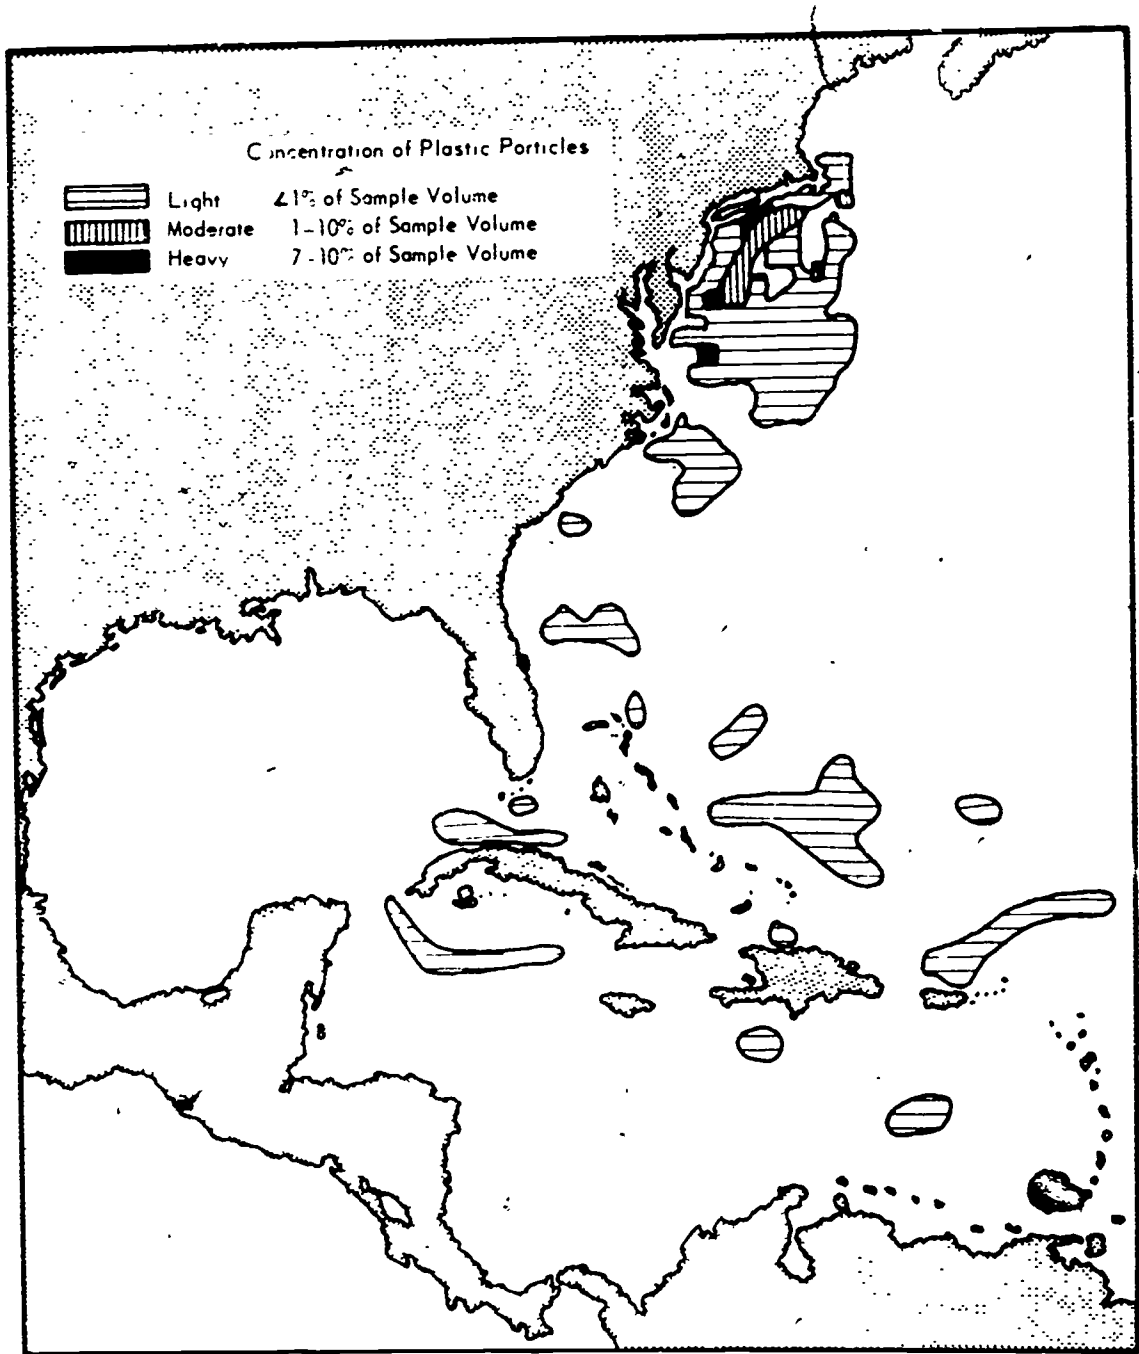 Concentration of Plastic Porticles
Light ∠1% of Sample Volume
Moderate 1-10% of Sample Volume
Heavy 7-10% of Sample Volume